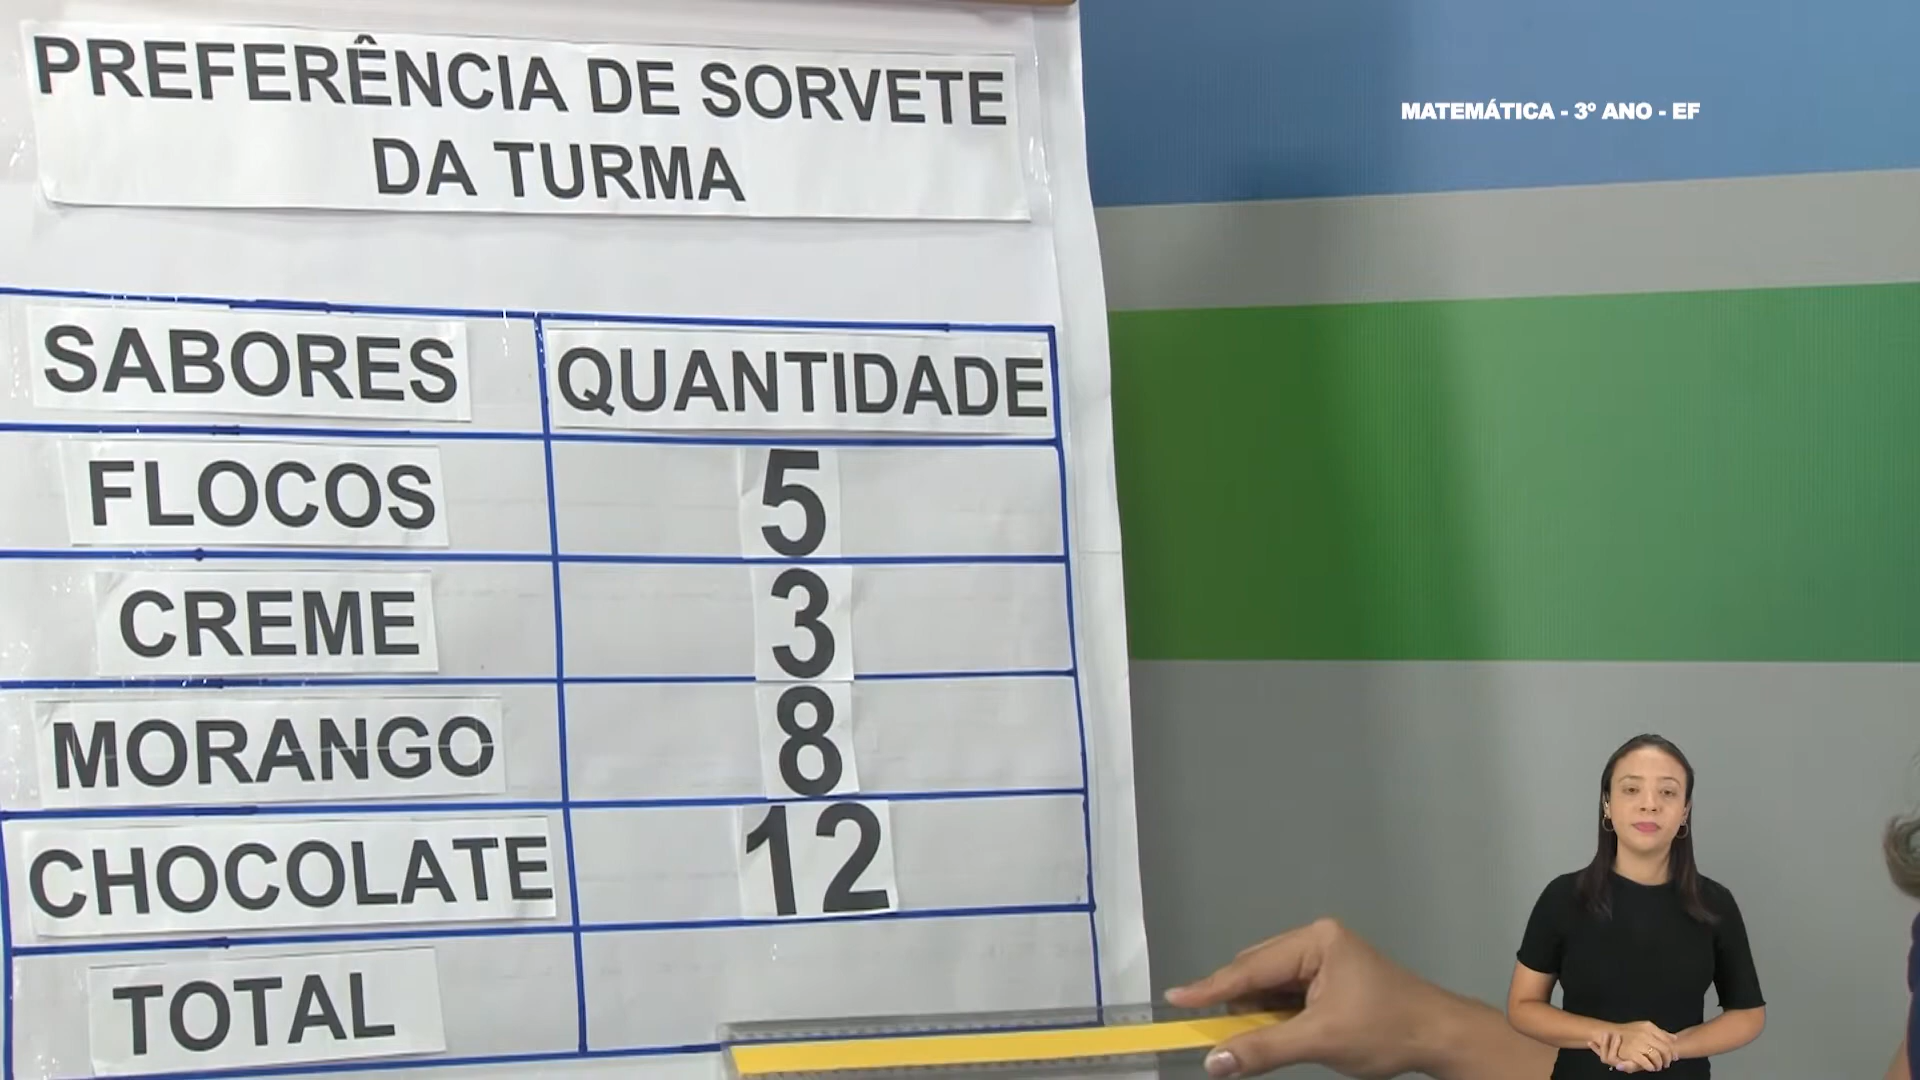 PREFERÊNCIA DE SORVETE
DA TURMA
MATEMÁTICA - 3º ANO - EF
SABORES QUANTIDADE
FLOCOS 5
CREME 3
MORANGO 8
CHOCOLATE 12
TOTAL